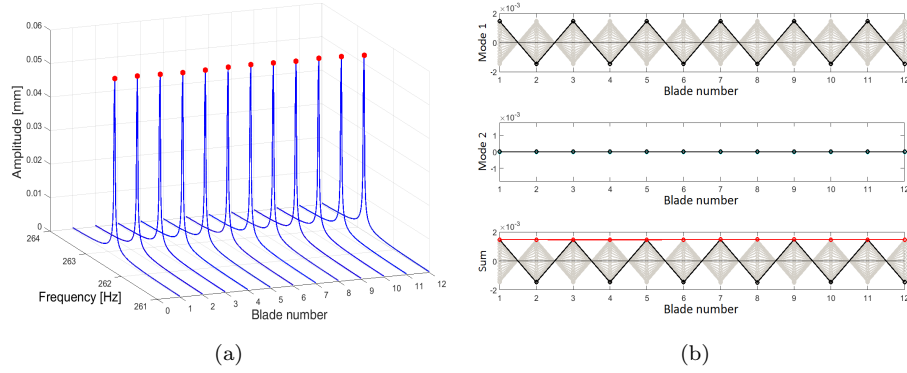 0.06
0.05
0.04
0.03
0.02
0.01
0
Amplitude [mm]
264
263
262
261
Frequency [Hz]
0 1 2 3 4 5 6 7 8 9 10 11 12
Blade number
(a)
2 ×10⁻³
0
-2
Mode 1
1 2 3 4 5 6 7 8 9 10 11 12
Blade number
×10⁻³
1
0
-1
Mode 2
1 2 3 4 5 6 7 8 9 10 11 12
Blade number
2 ×10⁻³
0
-2
Sum
1 2 3 4 5 6 7 8 9 10 11 12
Blade number
(b)